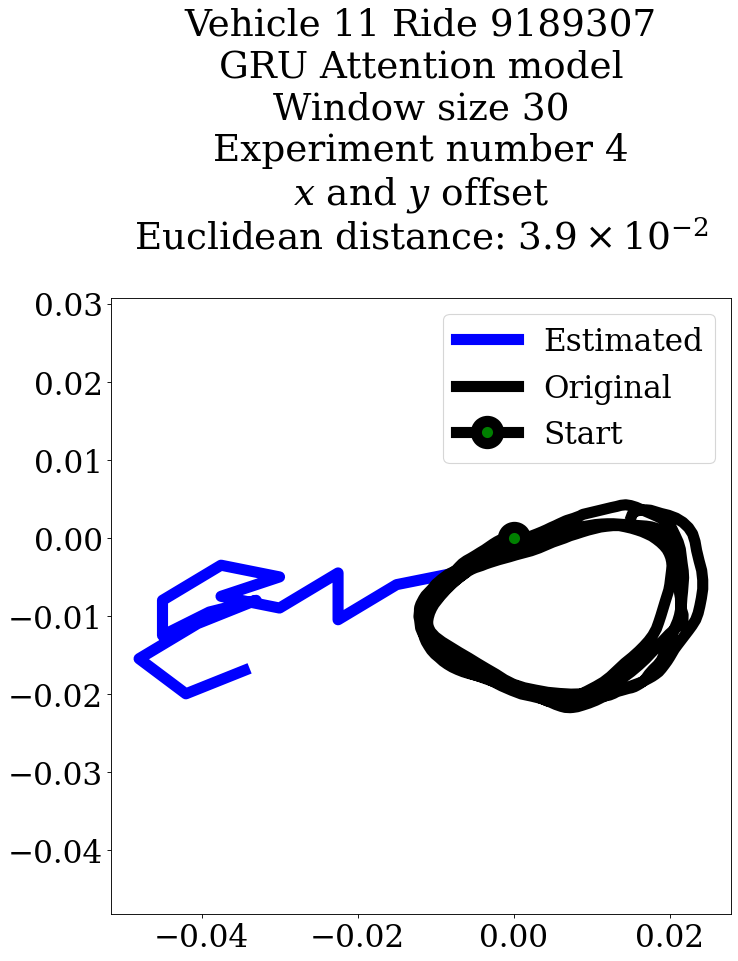 Vehicle 11 Ride 9189307
GRU Attention model
Window size 30
Experiment number 4
x and y offset
Euclidean distance: 3.9 × 10⁻²
0.03
0.02
0.01
0.00
−0.01
−0.02
−0.03
−0.04
Estimated
Original
Start
−0.04 −0.02 0.00 0.02